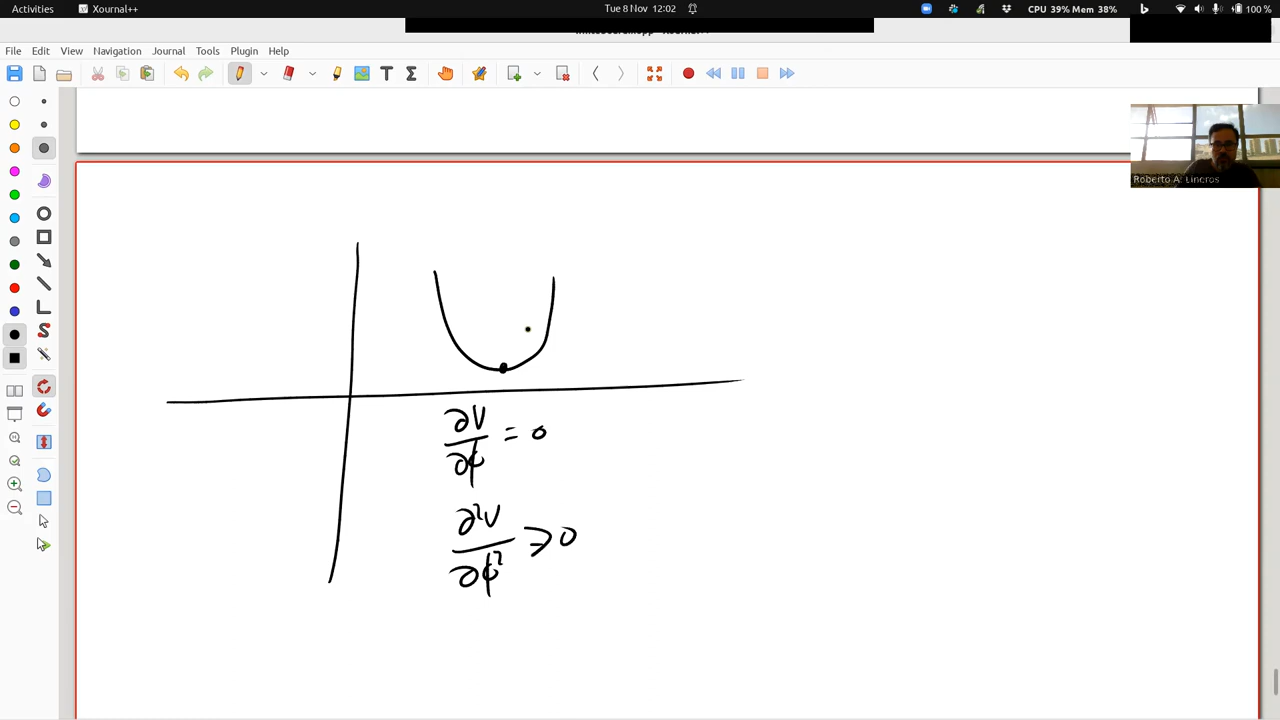 Activities
Xournal++
Tue 8 Nov 12:02
CPU 39% Mem 38%
100 %
File Edit View Navigation Journal Tools Plugin Help
Roberto A. Lineros
∂V/∂ϕ = 0
∂²V/∂ϕ² ⩾ 0